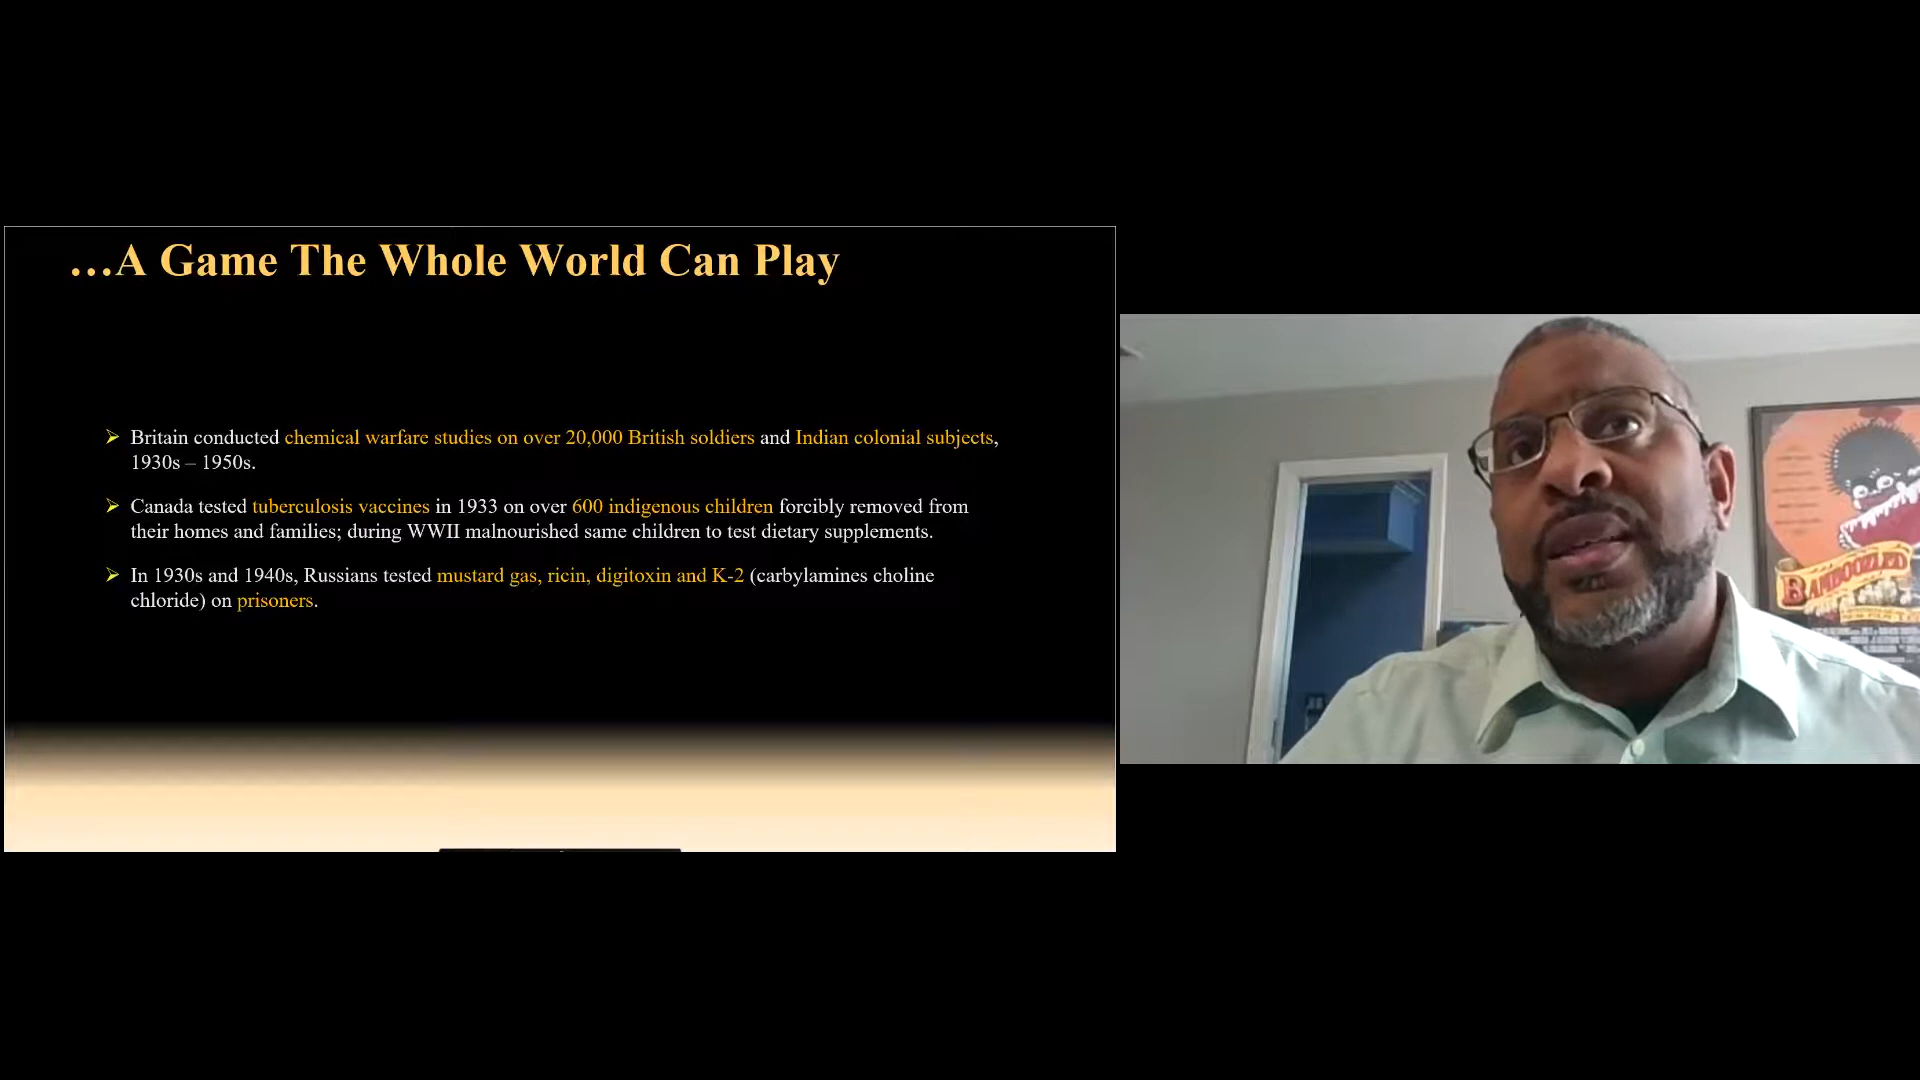 …A Game The Whole World Can Play
➢ Britain conducted chemical warfare studies on over 20,000 British soldiers and Indian colonial subjects,
1930s – 1950s.
➢ Canada tested tuberculosis vaccines in 1933 on over 600 indigenous children forcibly removed from
their homes and families; during WWII malnourished same children to test dietary supplements.
➢ In 1930s and 1940s, Russians tested mustard gas, ricin, digitoxin and K-2 (carbylamines choline
chloride) on prisoners.
BAMBOOZLED